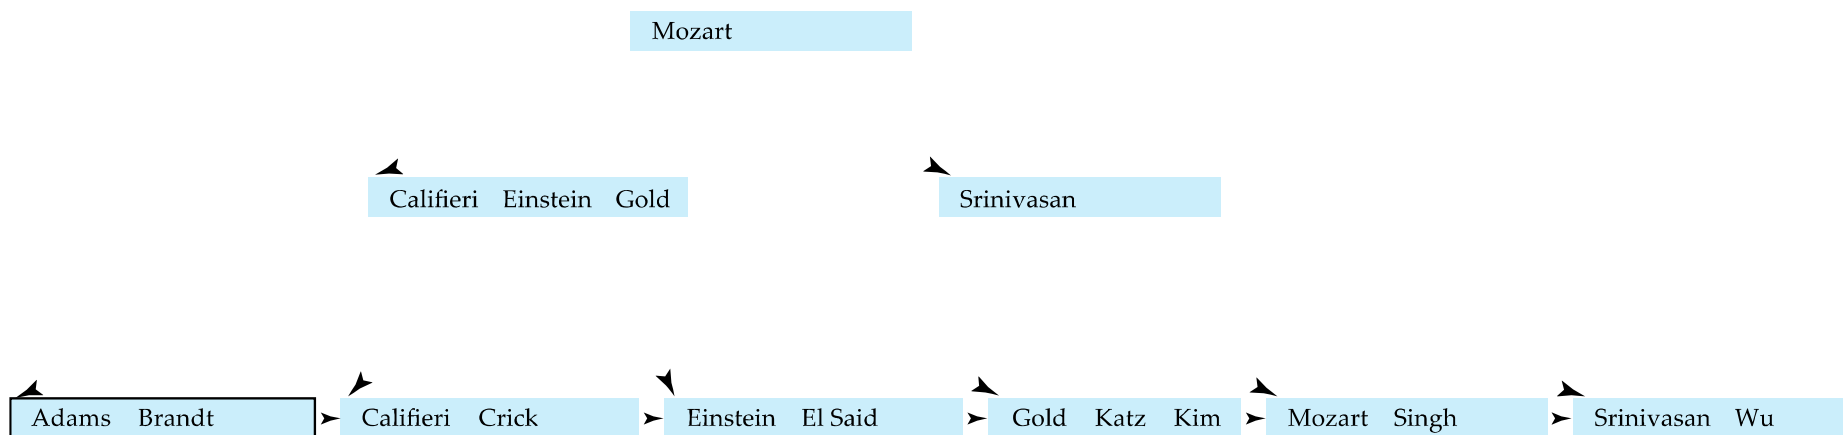 Mozart
Califieri Einstein Gold Srinivasan
Adams Brandt Califieri Crick Einstein El Said Gold Katz Kim Mozart Singh Srinivasan Wu